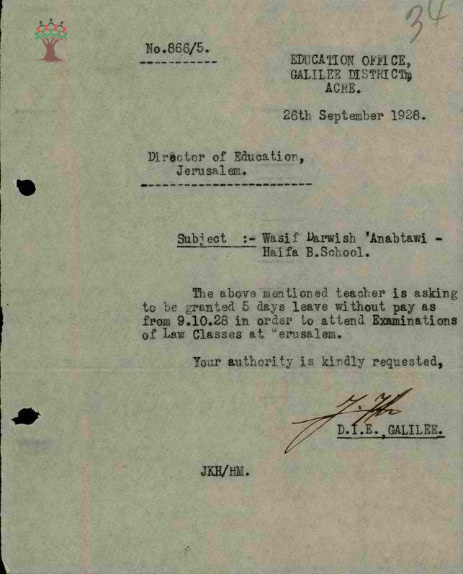 34
No.866/5.
EDUCATION OFFICE,
GALILEE DISTRICT,
ACRE.
26th September 1928.
Director of Education,
Jerusalem.
Subject :- Wasif Darwish 'Anabtawi -
Haifa B.School.
The above mentioned teacher is asking
to be granted 5 days leave without pay as
from 9.10.28 in order to attend Examinations
of Law Classes at Jerusalem.
Your authority is kindly requested,
D.I.E., GALILEE.
JKH/HM.